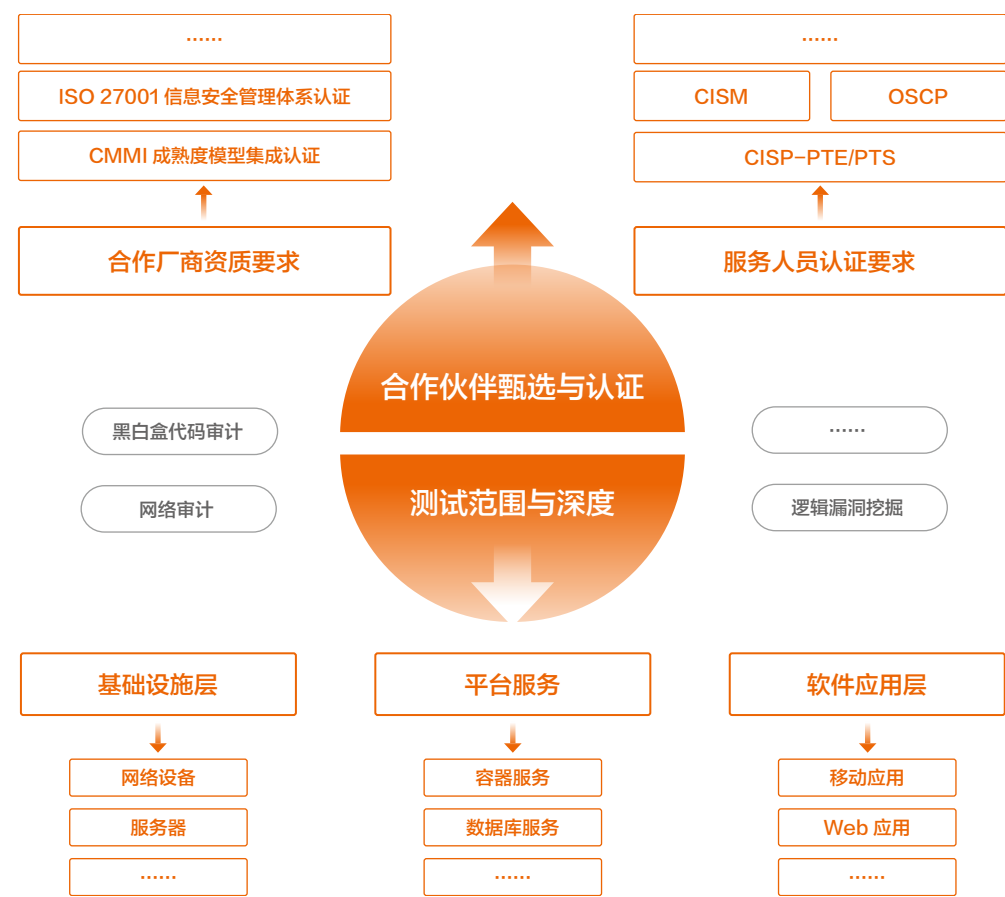 ……
ISO 27001 信息安全管理体系认证
CMMI 成熟度模型集成认证
合作厂商资质要求
……
CISM
OSCP
CISP-PTE/PTS
服务人员认证要求
合作伙伴甄选与认证
测试范围与深度
黑白盒代码审计
网络审计
……
逻辑漏洞挖掘
基础设施层
网络设备
服务器
……
平台服务
容器服务
数据库服务
……
软件应用层
移动应用
Web 应用
……